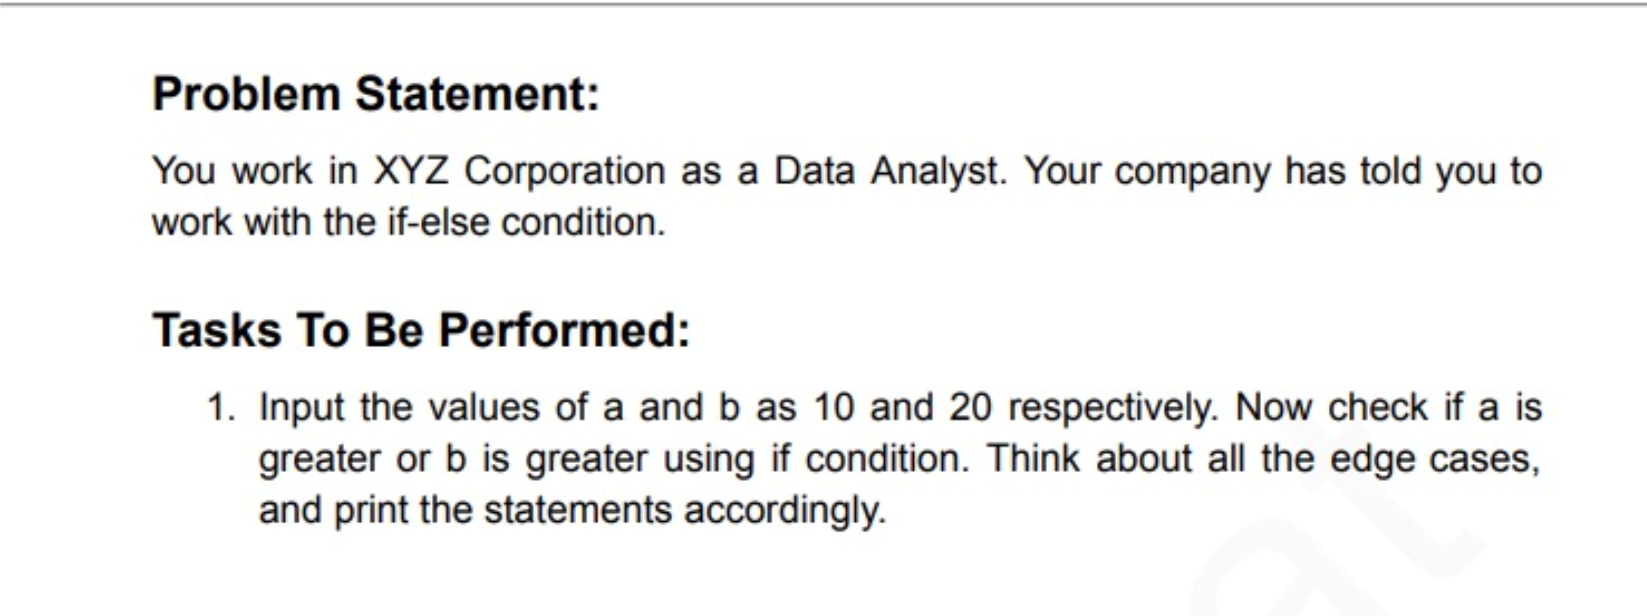 Problem Statement:
You work in XYZ Corporation as a Data Analyst. Your company has told you to
work with the if-else condition.
Tasks To Be Performed:
1. Input the values of a and b as 10 and 20 respectively. Now check if a is
greater or b is greater using if condition. Think about all the edge cases,
and print the statements accordingly.